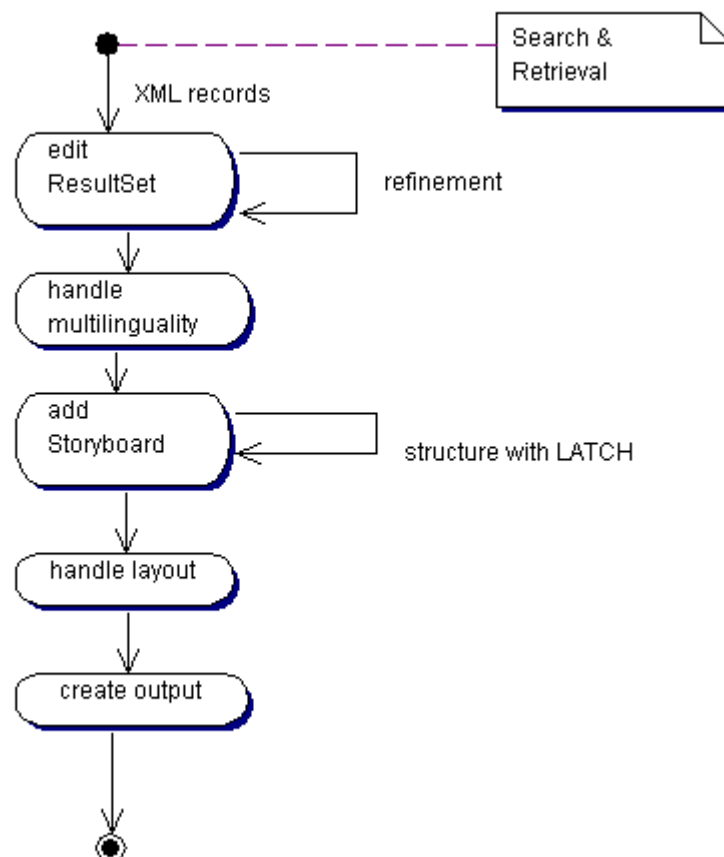 Search &
Retrieval
XML records
edit
ResultSet
refinement
handle
multilinguality
add
Storyboard
structure with LATCH
handle layout
create output